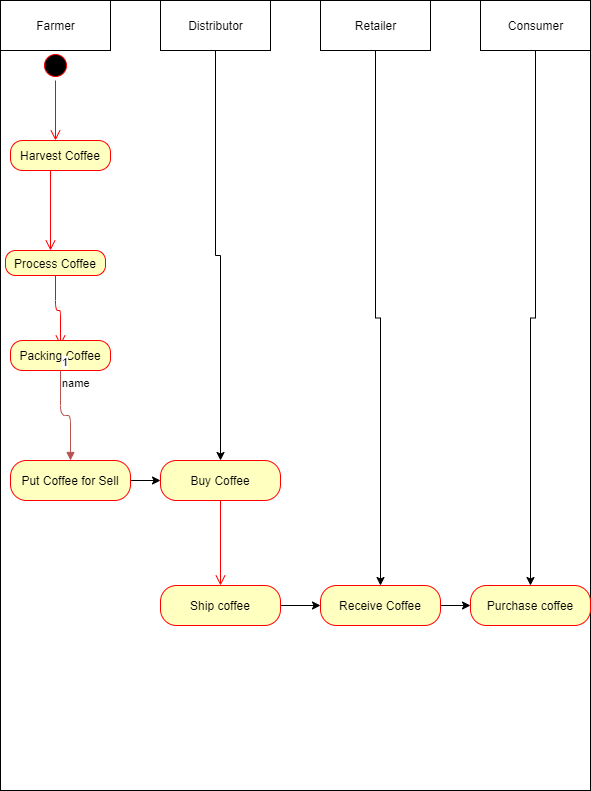 Farmer
Distributor
Retailer
Consumer
Harvest Coffee
Process Coffee
Packing Coffee
1
name
Put Coffee for Sell
Buy Coffee
Ship coffee
Receive Coffee
Purchase coffee